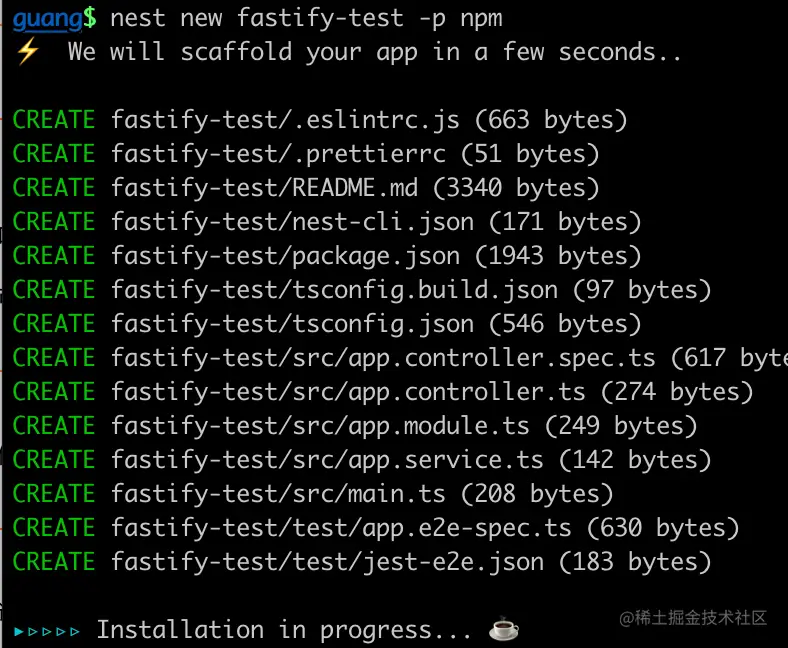 guang$ nest new fastify-test -p npm
⚡ We will scaffold your app in a few seconds..
CREATE fastify-test/.eslintrc.js (663 bytes)
CREATE fastify-test/.prettierrc (51 bytes)
CREATE fastify-test/README.md (3340 bytes)
CREATE fastify-test/nest-cli.json (171 bytes)
CREATE fastify-test/package.json (1943 bytes)
CREATE fastify-test/tsconfig.build.json (97 bytes)
CREATE fastify-test/tsconfig.json (546 bytes)
CREATE fastify-test/src/app.controller.spec.ts (617 byte
CREATE fastify-test/src/app.controller.ts (274 bytes)
CREATE fastify-test/src/app.module.ts (249 bytes)
CREATE fastify-test/src/app.service.ts (142 bytes)
CREATE fastify-test/src/main.ts (208 bytes)
CREATE fastify-test/test/app.e2e-spec.ts (630 bytes)
CREATE fastify-test/test/jest-e2e.json (183 bytes)
▸▹▹▹▹ Installation in progress... ☕
@稀土掘金技术社区